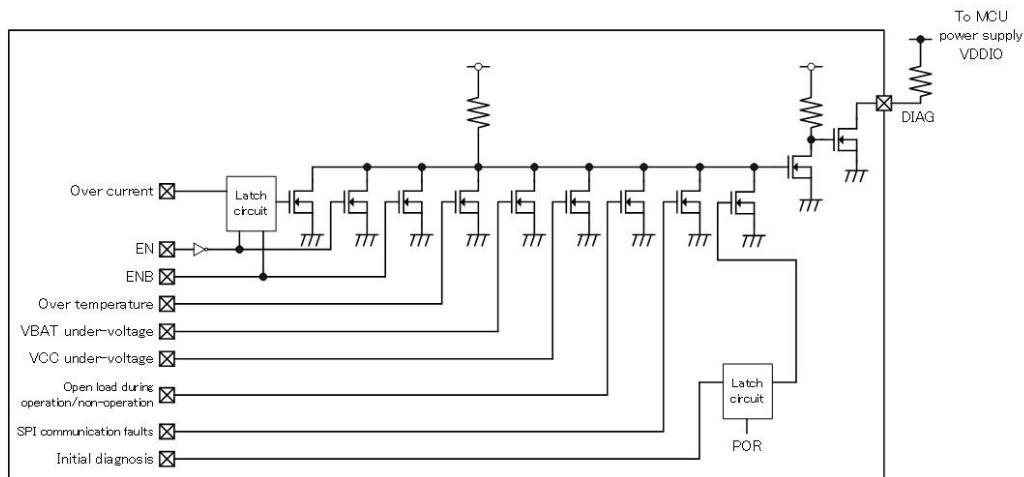 To MCU
power supply
VDDIO
DIAG
Over current
Latch
circuit
EN
ENB
Over temperature
VBAT under-voltage
VCC under-voltage
Open load during
operation/non-operation
SPI communication faults
Initial diagnosis
Latch
circuit
POR